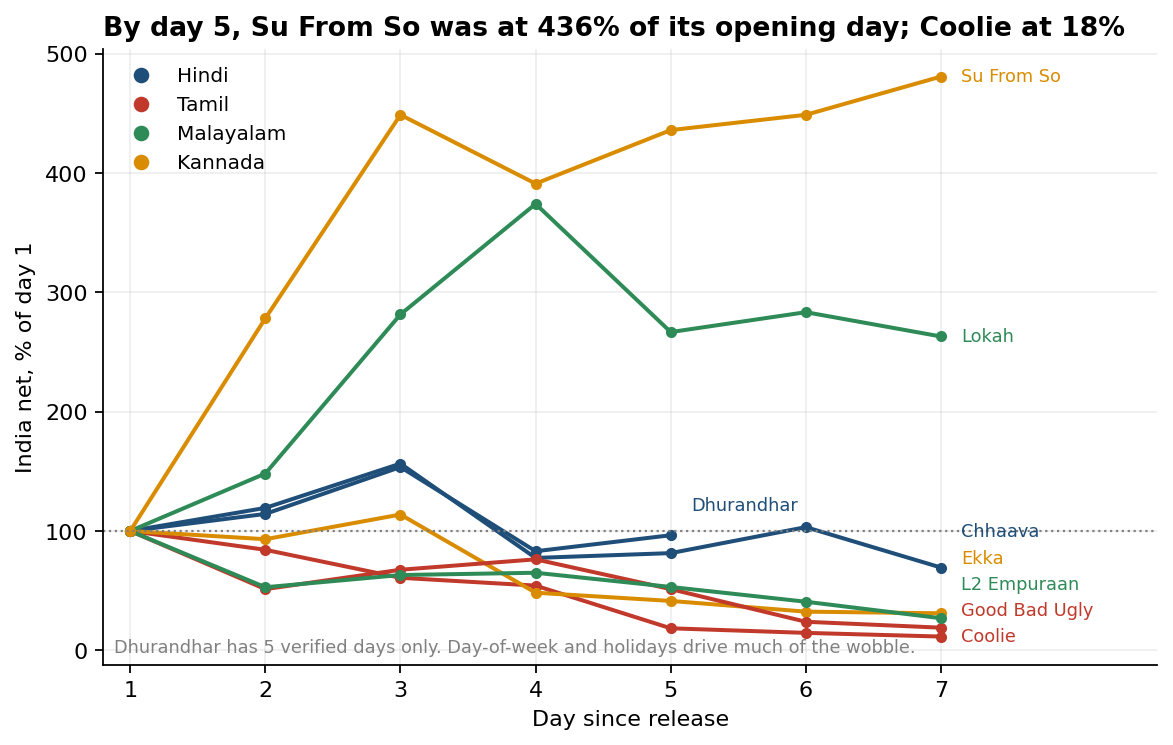 By day 5, Su From So was at 436% of its opening day; Coolie at 18%
India net, % of day 1
500
400
300
200
100
0
Hindi
Tamil
Malayalam
Kannada
Su From So
Lokah
Dhurandhar
Chhaava
Ekka
L2 Empuraan
Good Bad Ugly
Coolie
Dhurandhar has 5 verified days only. Day-of-week and holidays drive much of the wobble.
1 2 3 4 5 6 7
Day since release